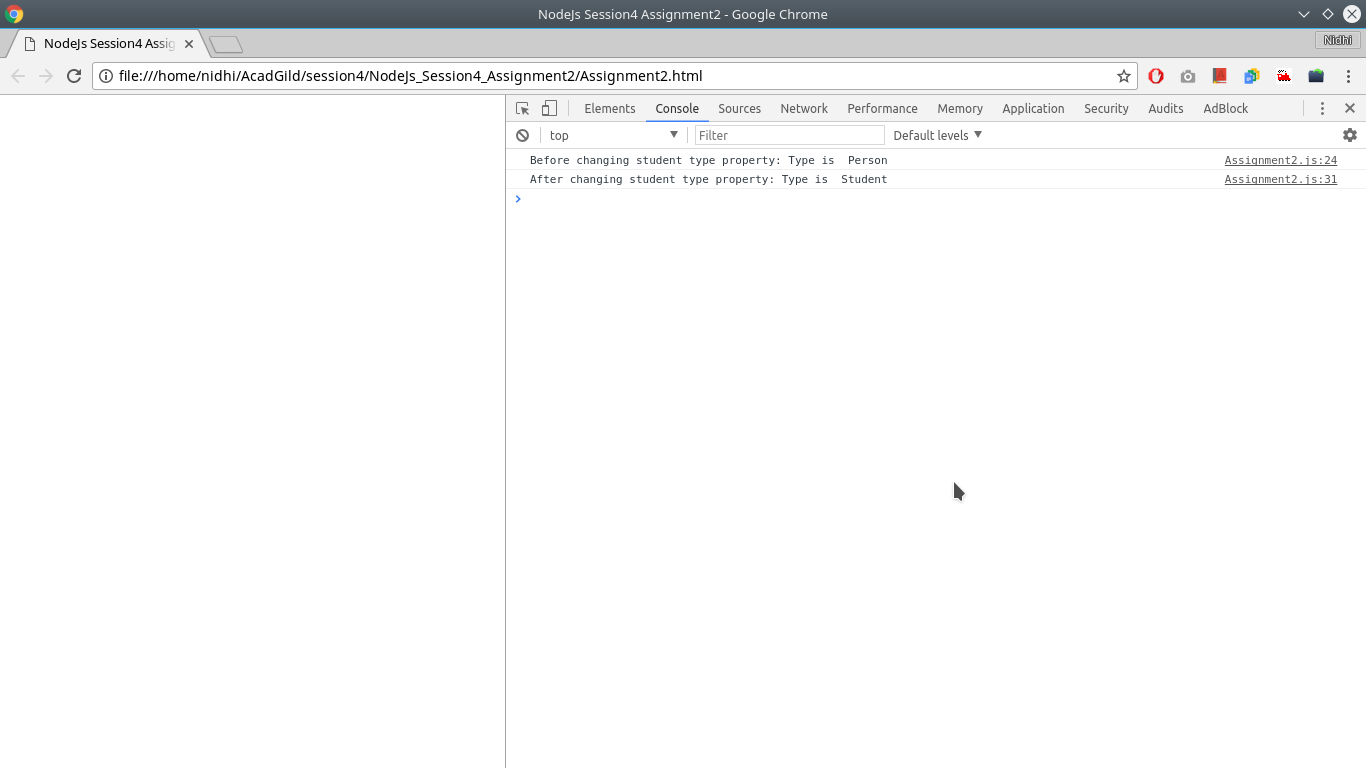 NodeJs Session4 Assignment2 - Google Chrome
NodeJs Session4 Assig
Nidhi
file:///home/nidhi/AcadGild/session4/NodeJs_Session4_Assignment2/Assignment2.html
Elements Console Sources Network Performance Memory Application Security Audits AdBlock
top Filter Default levels
Before changing student type property: Type is  Person Assignment2.js:24
After changing student type property: Type is  Student Assignment2.js:31